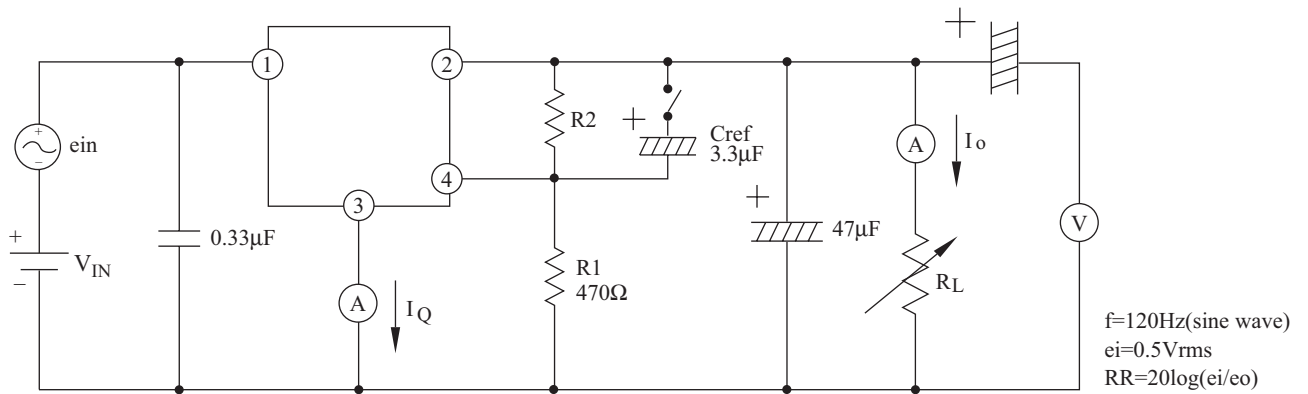 +
1
2
R2
+
Cref
3.3μF
A
Io
+
−
ein
4
3
+
V
+
VIN
−
0.33μF
A
IQ
R1
470Ω
47μF
RL
f=120Hz(sine wave)
ei=0.5Vrms
RR=20log(ei/eo)